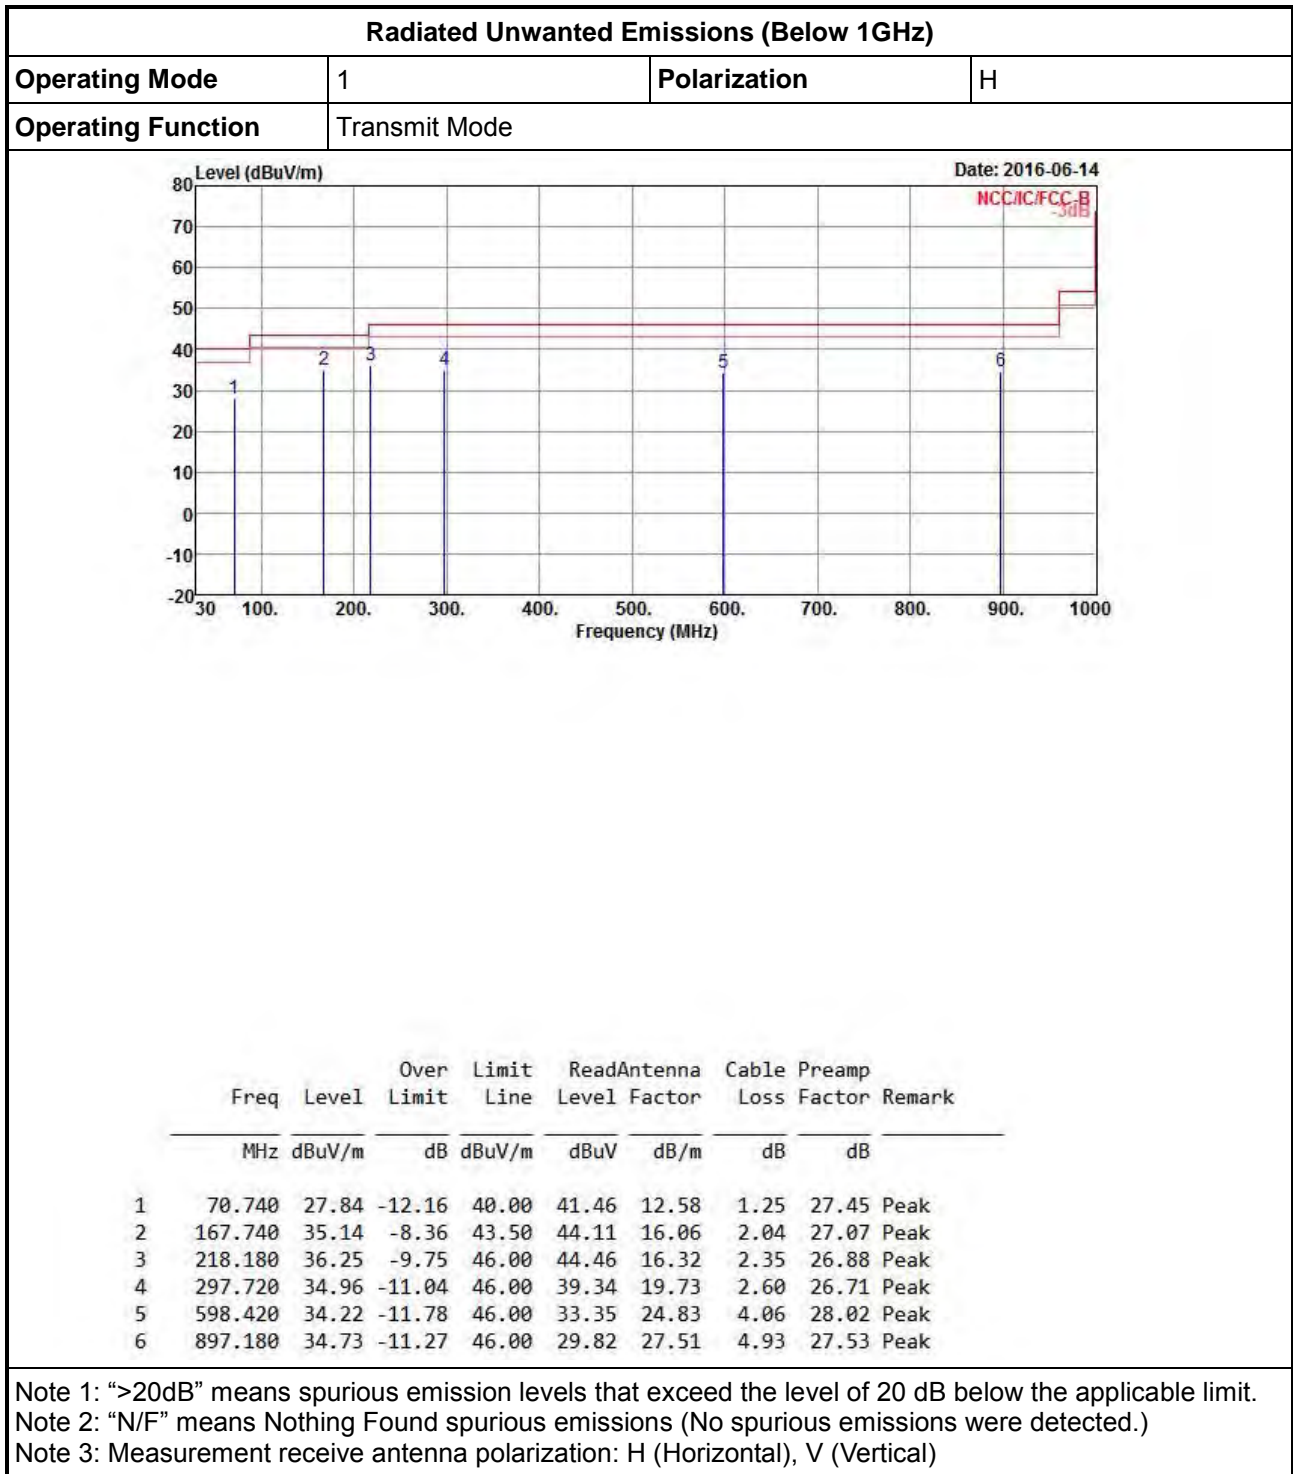 Radiated Unwanted Emissions (Below 1GHz)
Operating Mode 1 Polarization H
Operating Function Transmit Mode
Level (dBuV/m) Date: 2016-06-14
80
NCC/IC/FCC-B
-3dB
70
60
50
40
30
20
10
0
-10
-20
1 2 3 4 5 6
30 100. 200. 300. 400. 500. 600. 700. 800. 900. 1000
Frequency (MHz)
Over Limit ReadAntenna Cable Preamp
Freq Level Limit Line Level Factor Loss Factor Remark
MHz dBuV/m dB dBuV/m dBuV dB/m dB dB
1 70.740 27.84 -12.16 40.00 41.46 12.58 1.25 27.45 Peak
2 167.740 35.14 -8.36 43.50 44.11 16.06 2.04 27.07 Peak
3 218.180 36.25 -9.75 46.00 44.46 16.32 2.35 26.88 Peak
4 297.720 34.96 -11.04 46.00 39.34 19.73 2.60 26.71 Peak
5 598.420 34.22 -11.78 46.00 33.35 24.83 4.06 28.02 Peak
6 897.180 34.73 -11.27 46.00 29.82 27.51 4.93 27.53 Peak
Note 1: “>20dB” means spurious emission levels that exceed the level of 20 dB below the applicable limit.
Note 2: “N/F” means Nothing Found spurious emissions (No spurious emissions were detected.)
Note 3: Measurement receive antenna polarization: H (Horizontal), V (Vertical)